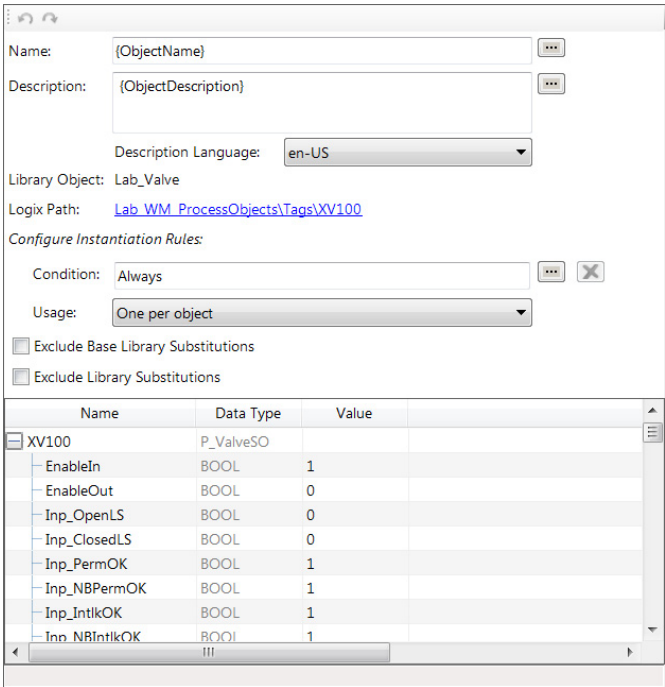 Name: {ObjectName}
Description: {ObjectDescription}
Description Language: en-US
Library Object: Lab_Valve
Logix Path: Lab_WM_ProcessObjects\Tags\XV100
Configure Instantiation Rules:
Condition: Always
Usage: One per object
Exclude Base Library Substitutions
Exclude Library Substitutions
Name Data Type Value
XV100 P_ValveSO
EnableIn BOOL 1
EnableOut BOOL 0
Inp_OpenLS BOOL 0
Inp_ClosedLS BOOL 0
Inp_PermOK BOOL 1
Inp_NBPermOK BOOL 1
Inp_IntlkOK BOOL 1
Inp_NBIntlkOK BOOL 1